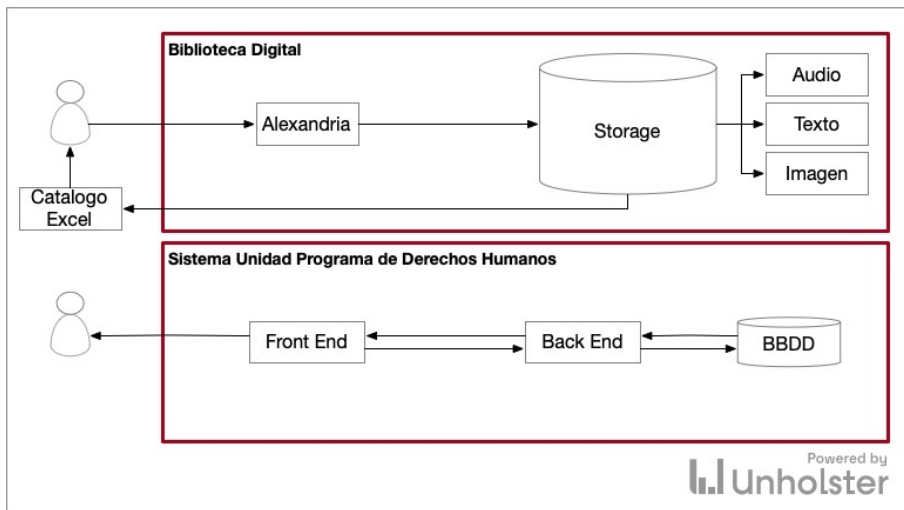 Biblioteca Digital
Alexandria
Storage
Audio
Texto
Imagen
Catalogo
Excel
Sistema Unidad Programa de Derechos Humanos
Front End
Back End
BBDD
Powered by
Unholster